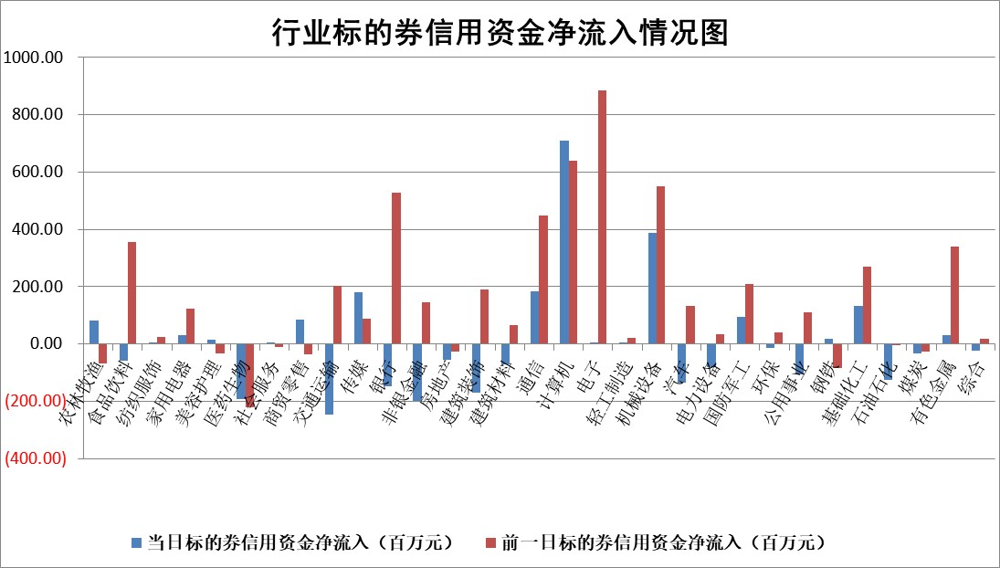 行业标的券信用资金净流入情况图
1000.00
800.00
600.00
400.00
200.00
0.00
(200.00)
(400.00)
农林牧渔
食品饮料
纺织服饰
家用电器
美容护理
医药生物
社会服务
商贸零售
交通运输
传媒
银行
非银金融
房地产
建筑装饰
建筑材料
通信
计算机
电子
轻工制造
机械设备
汽车
电力设备
国防军工
环保
公用事业
钢铁
基础化工
石油石化
煤炭
有色金属
综合
当日标的券信用资金净流入（百万元）
前一日标的券信用资金净流入（百万元）